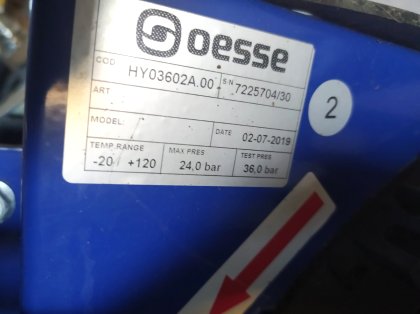 oesse
COD HY03602A.00 S N 7225704/30
ART
MODEL: DATE 02-07-2019
TEMP.RANGE MAX PRES TEST PRES
-20 / +120 24,0 bar 36,0 bar
2